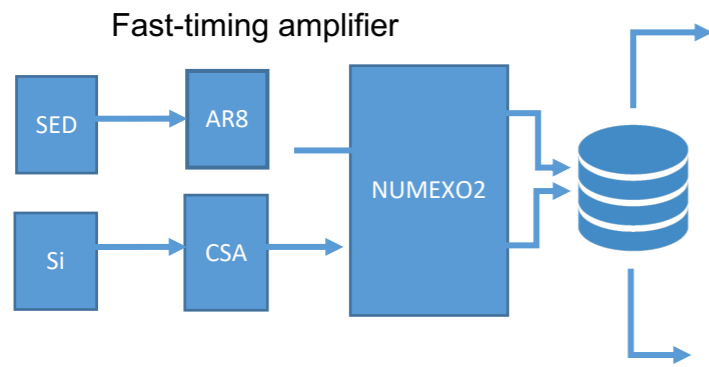 Fast-timing amplifier
SED
AR8
NUMEXO2
Si
CSA